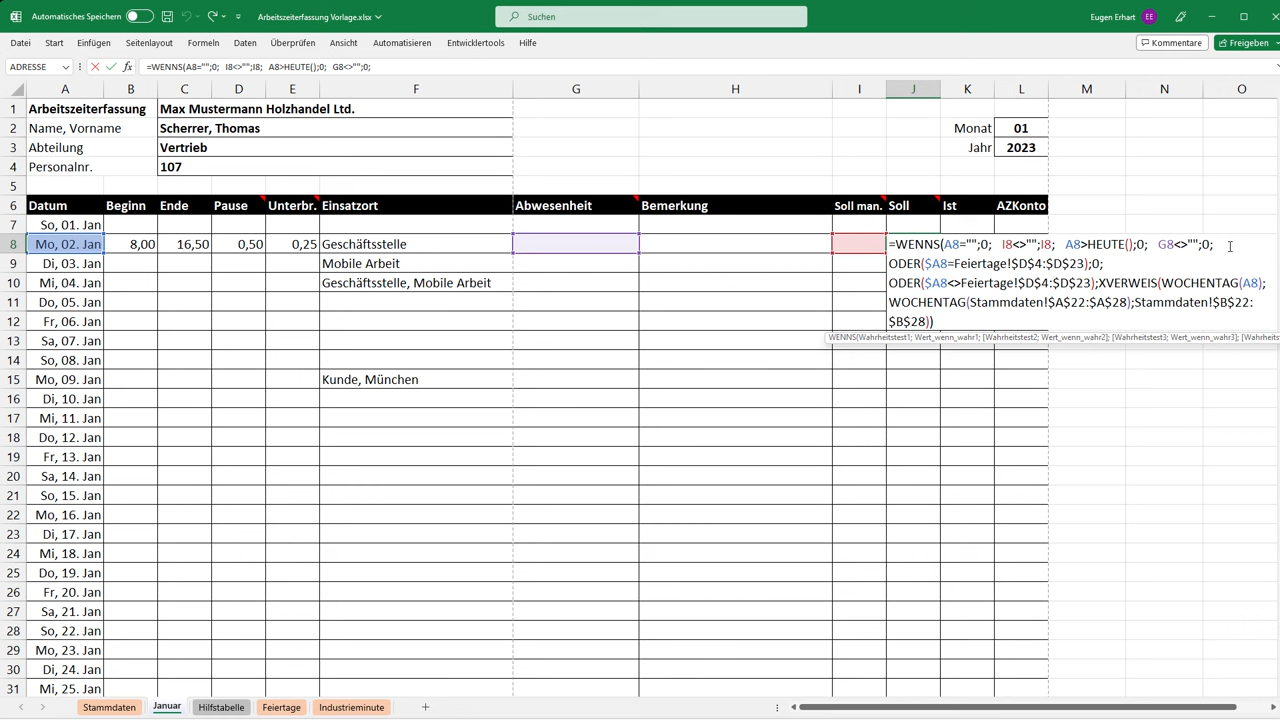 Automatisches Speichern
Arbeitszeiterfassung Vorlage.xlsx
Suchen
Eugen Erhart
EE
Datei Start Einfügen Seitenlayout Formeln Daten Überprüfen Ansicht Automatisieren Entwicklertools Hilfe
Kommentare
Freigeben
ADRESSE
fx
=WENNS(A8="";0; I8<>"";I8; A8>HEUTE();0; G8<>"";0;
A B C D E F G H I J K L M N O
1 Arbeitszeiterfassung Max Mustermann Holzhandel Ltd.
2 Name, Vorname Scherrer, Thomas Monat 01
3 Abteilung Vertrieb Jahr 2023
4 Personalnr. 107
5
6 Datum Beginn Ende Pause Unterbr. Einsatzort Abwesenheit Bemerkung Soll man. Soll Ist AZKonto
7 So, 01. Jan
8 Mo, 02. Jan 8,00 16,50 0,50 0,25 Geschäftsstelle =WENNS(A8="";0; I8<>"";I8; A8>HEUTE();0; G8<>"";0;
9 Di, 03. Jan Mobile Arbeit ODER($A8=Feiertage!$D$4:$D$23);0;
10 Mi, 04. Jan Geschäftsstelle, Mobile Arbeit ODER($A8<>Feiertage!$D$4:$D$23);XVERWEIS(WOCHENTAG(A8);
11 Do, 05. Jan WOCHENTAG(Stammdaten!$A$22:$A$28);Stammdaten!$B$22:
12 Fr, 06. Jan $B$28))
WENNS(Wahrheitstest1; Wert_wenn_wahr1; [Wahrheitstest2; Wert_wenn_wahr2]; [Wahrheitstest3; Wert_wenn_wahr3]; [Wahrheitste
13 Sa, 07. Jan
14 So, 08. Jan
15 Mo, 09. Jan Kunde, München
16 Di, 10. Jan
17 Mi, 11. Jan
18 Do, 12. Jan
19 Fr, 13. Jan
20 Sa, 14. Jan
21 So, 15. Jan
22 Mo, 16. Jan
23 Di, 17. Jan
24 Mi, 18. Jan
25 Do, 19. Jan
26 Fr, 20. Jan
27 Sa, 21. Jan
28 So, 22. Jan
29 Mo, 23. Jan
30 Di, 24. Jan
31 Mi, 25. Jan
Stammdaten Januar Hilfstabelle Feiertage Industrieminute